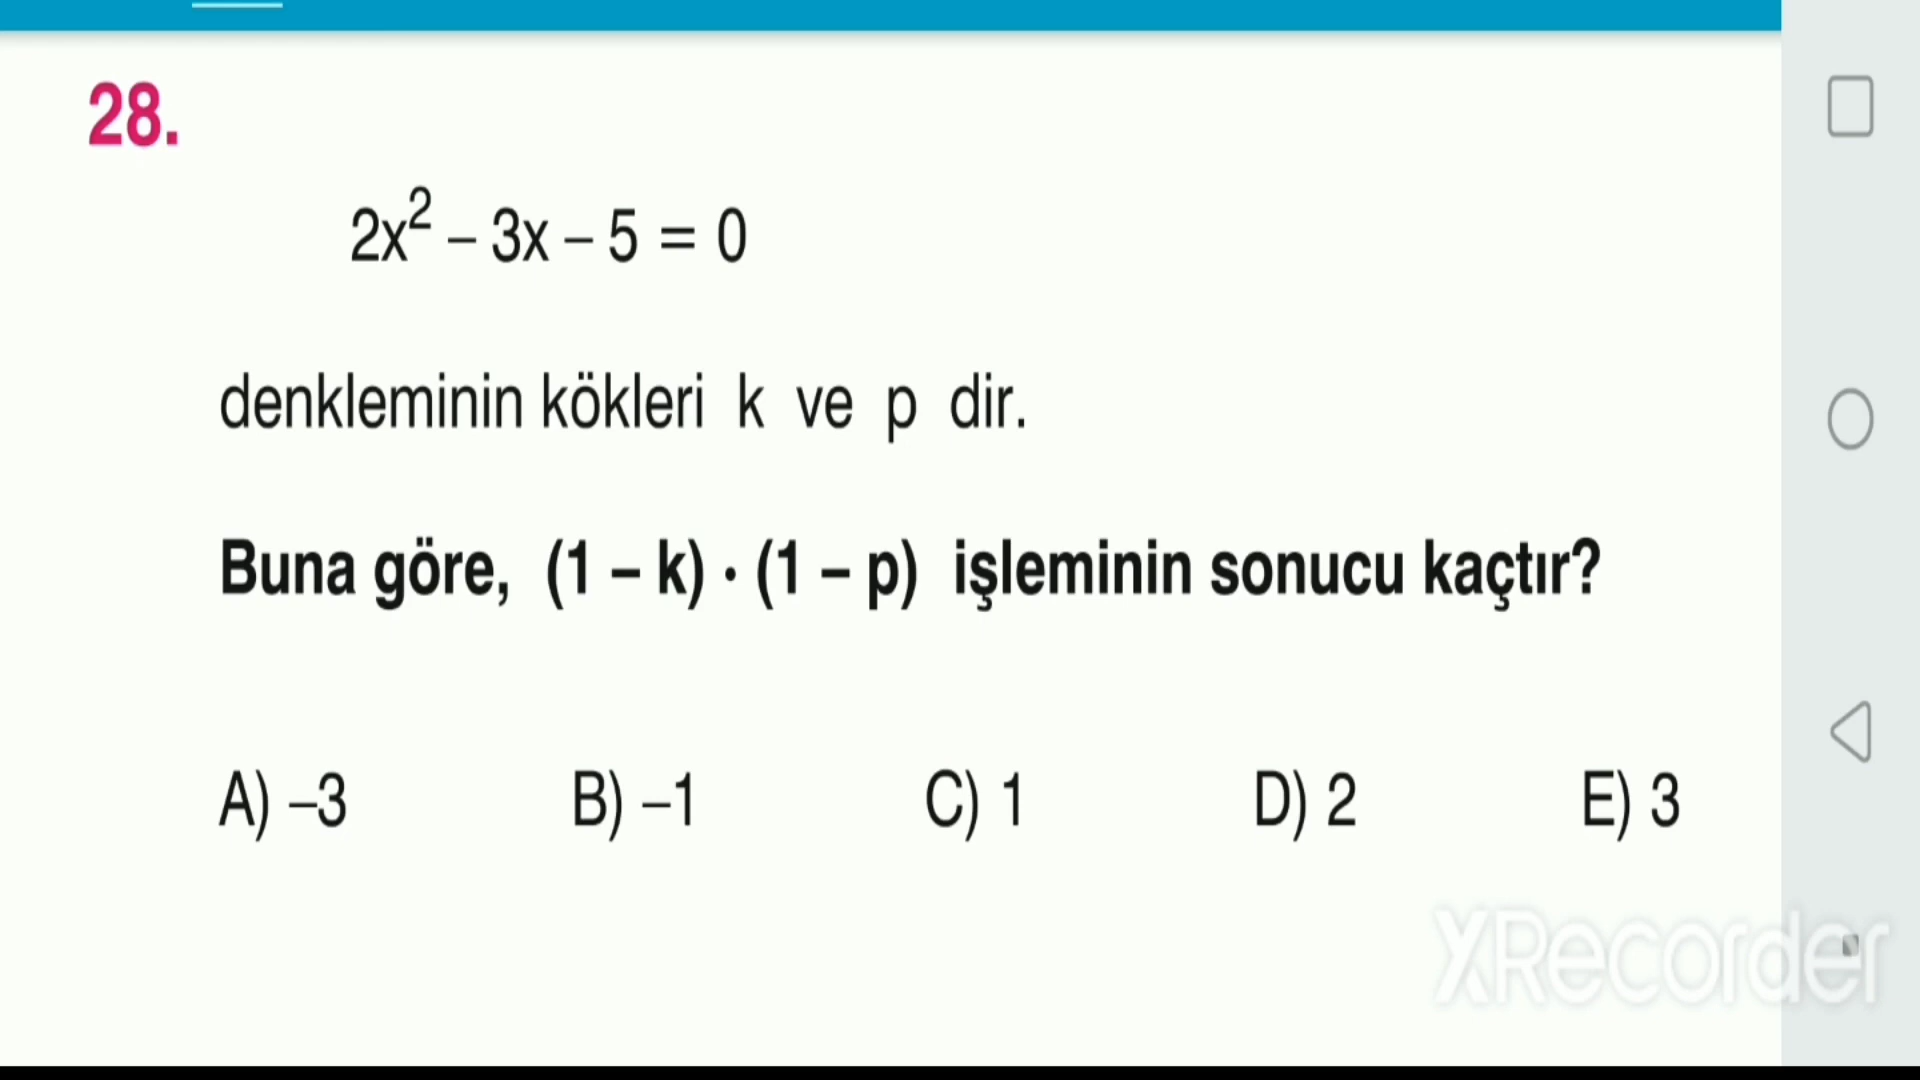 28.
2x² – 3x – 5 = 0
denkleminin kökleri k ve p dir.
Buna göre, (1 – k) · (1 – p) işleminin sonucu kaçtır?
A) –3 B) –1 C) 1 D) 2 E) 3
XRecorder